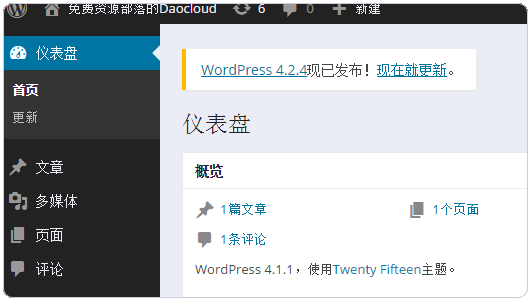 免费资源部落的Daocloud 6 0 新建
仪表盘
首页
更新
文章
多媒体
页面
评论
WordPress 4.2.4现已发布！现在就更新。
仪表盘
概览
1篇文章 1个页面
1条评论
WordPress 4.1.1，使用Twenty Fifteen主题。